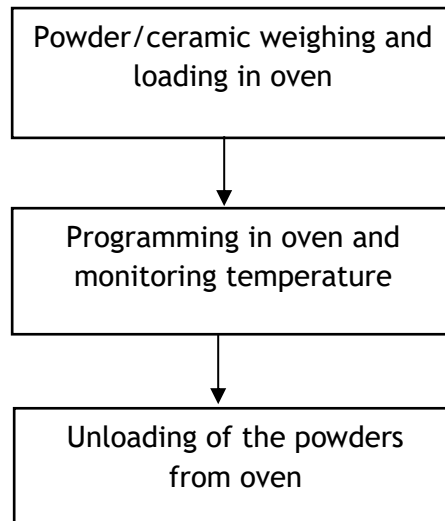 Powder/ceramic weighing and
loading in oven
Programming in oven and
monitoring temperature
Unloading of the powders
from oven